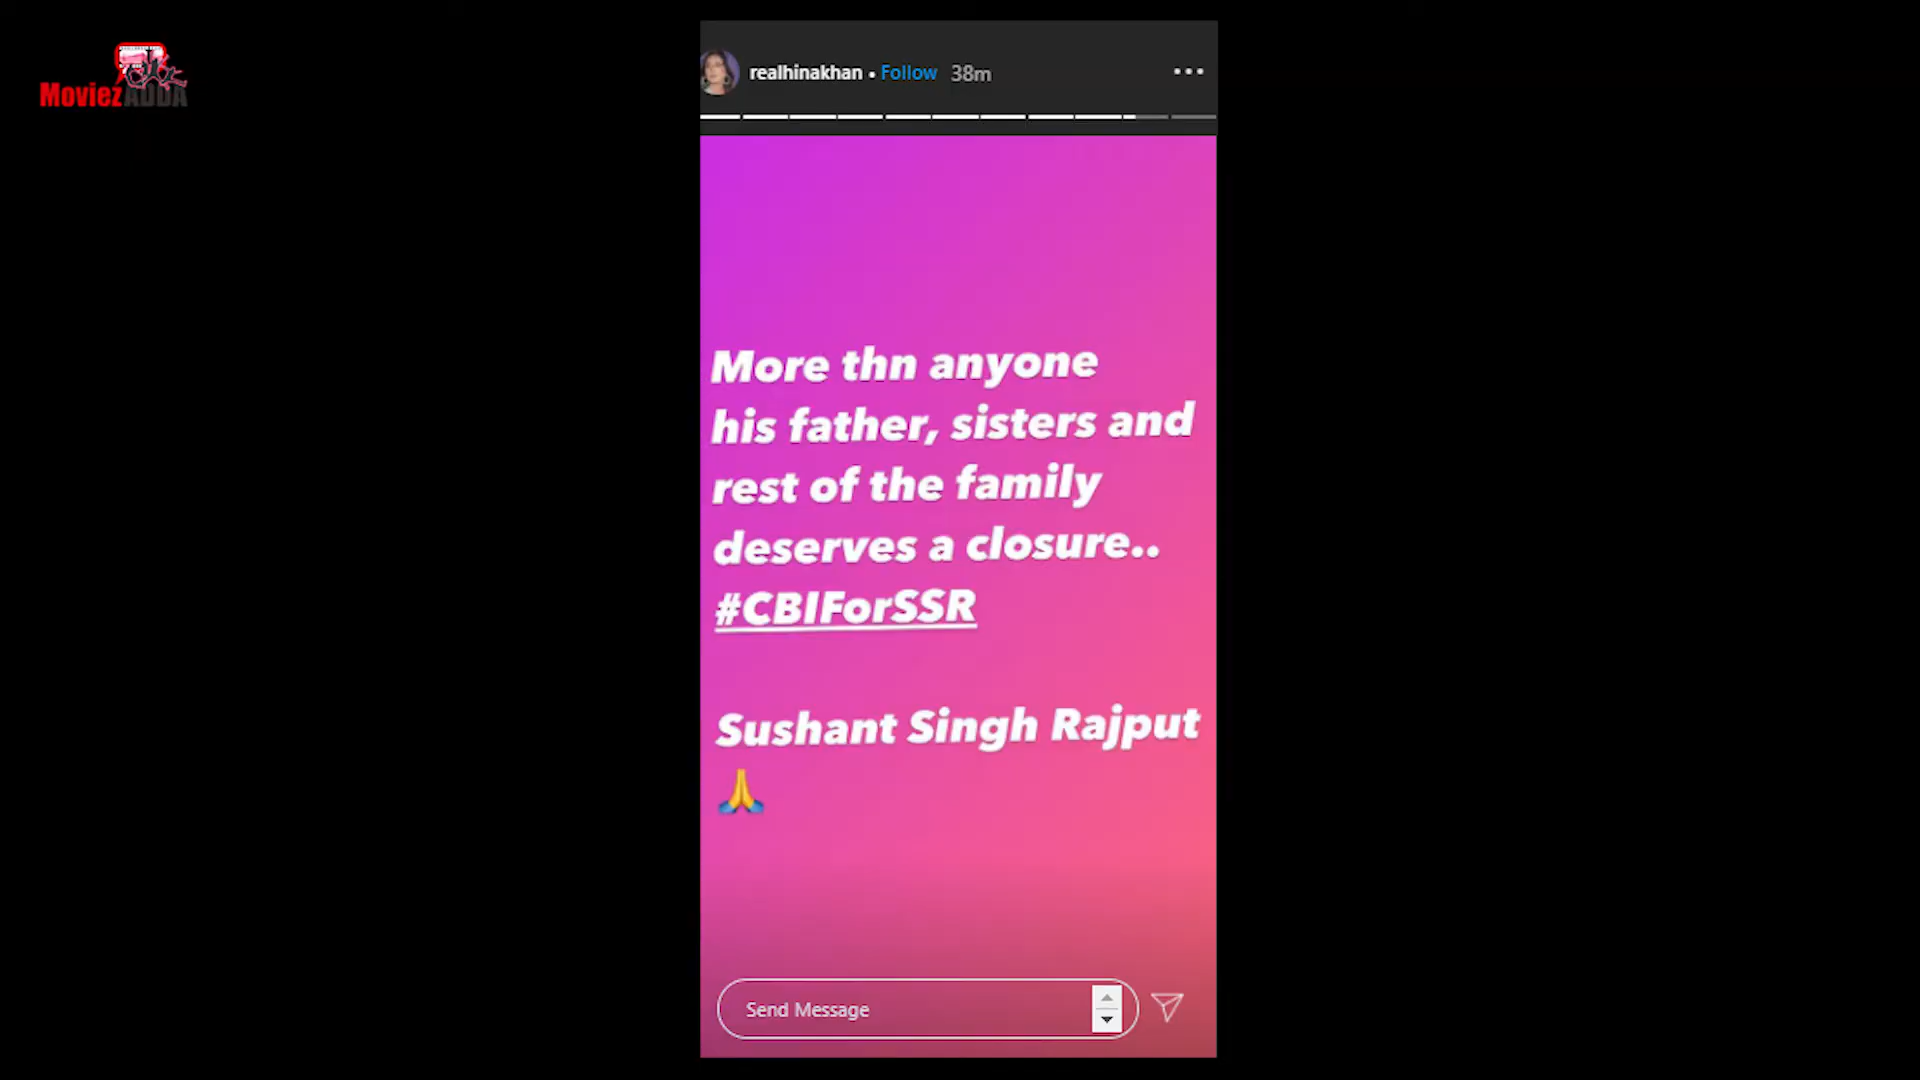 MoviezADDA
realhinakhan • Follow 38m
More thn anyone
his father, sisters and
rest of the family
deserves a closure..
#CBIForSSR
Sushant Singh Rajput
🙏
Send Message